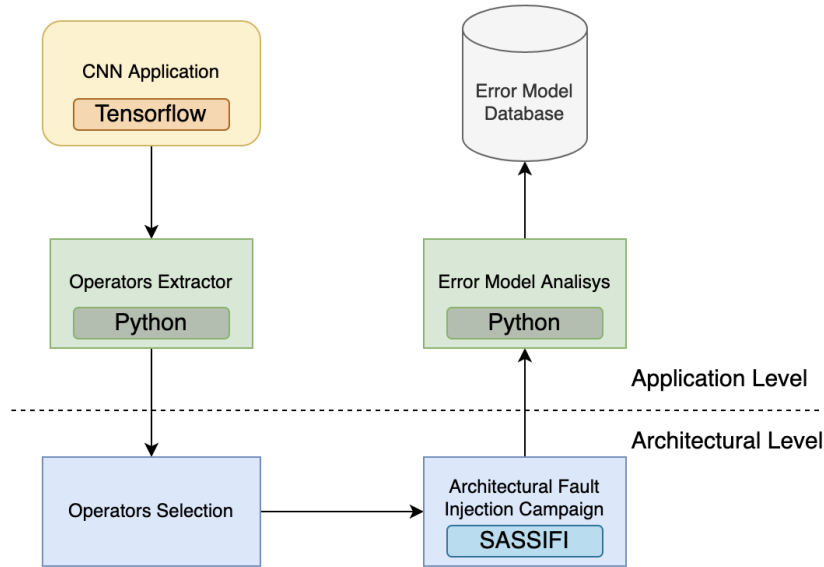 CNN Application
Tensorflow
Error Model
Database
Operators Extractor
Python
Error Model Analisys
Python
Application Level
Architectural Level
Operators Selection
Architectural Fault
Injection Campaign
SASSIFI